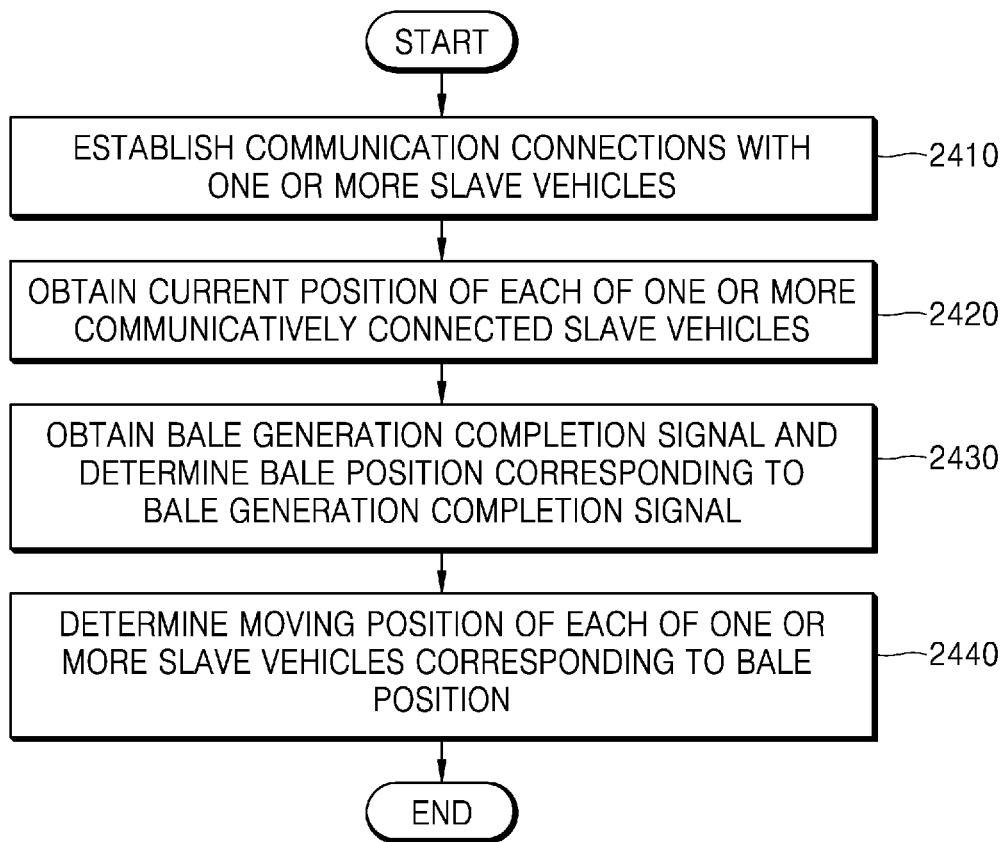 START
ESTABLISH COMMUNICATION CONNECTIONS WITH
ONE OR MORE SLAVE VEHICLES
2410
OBTAIN CURRENT POSITION OF EACH OF ONE OR MORE
COMMUNICATIVELY CONNECTED SLAVE VEHICLES
2420
OBTAIN BALE GENERATION COMPLETION SIGNAL AND
DETERMINE BALE POSITION CORRESPONDING TO
BALE GENERATION COMPLETION SIGNAL
2430
DETERMINE MOVING POSITION OF EACH OF ONE OR
MORE SLAVE VEHICLES CORRESPONDING TO BALE
POSITION
2440
END